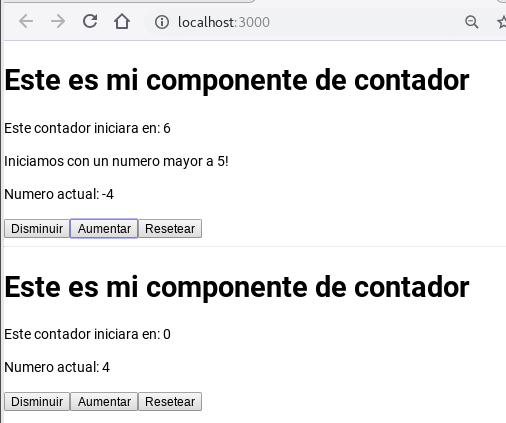 localhost:3000
Este es mi componente de contador
Este contador iniciara en: 6
Iniciamos con un numero mayor a 5!
Numero actual: -4
Disminuir Aumentar Resetear
Este es mi componente de contador
Este contador iniciara en: 0
Numero actual: 4
Disminuir Aumentar Resetear